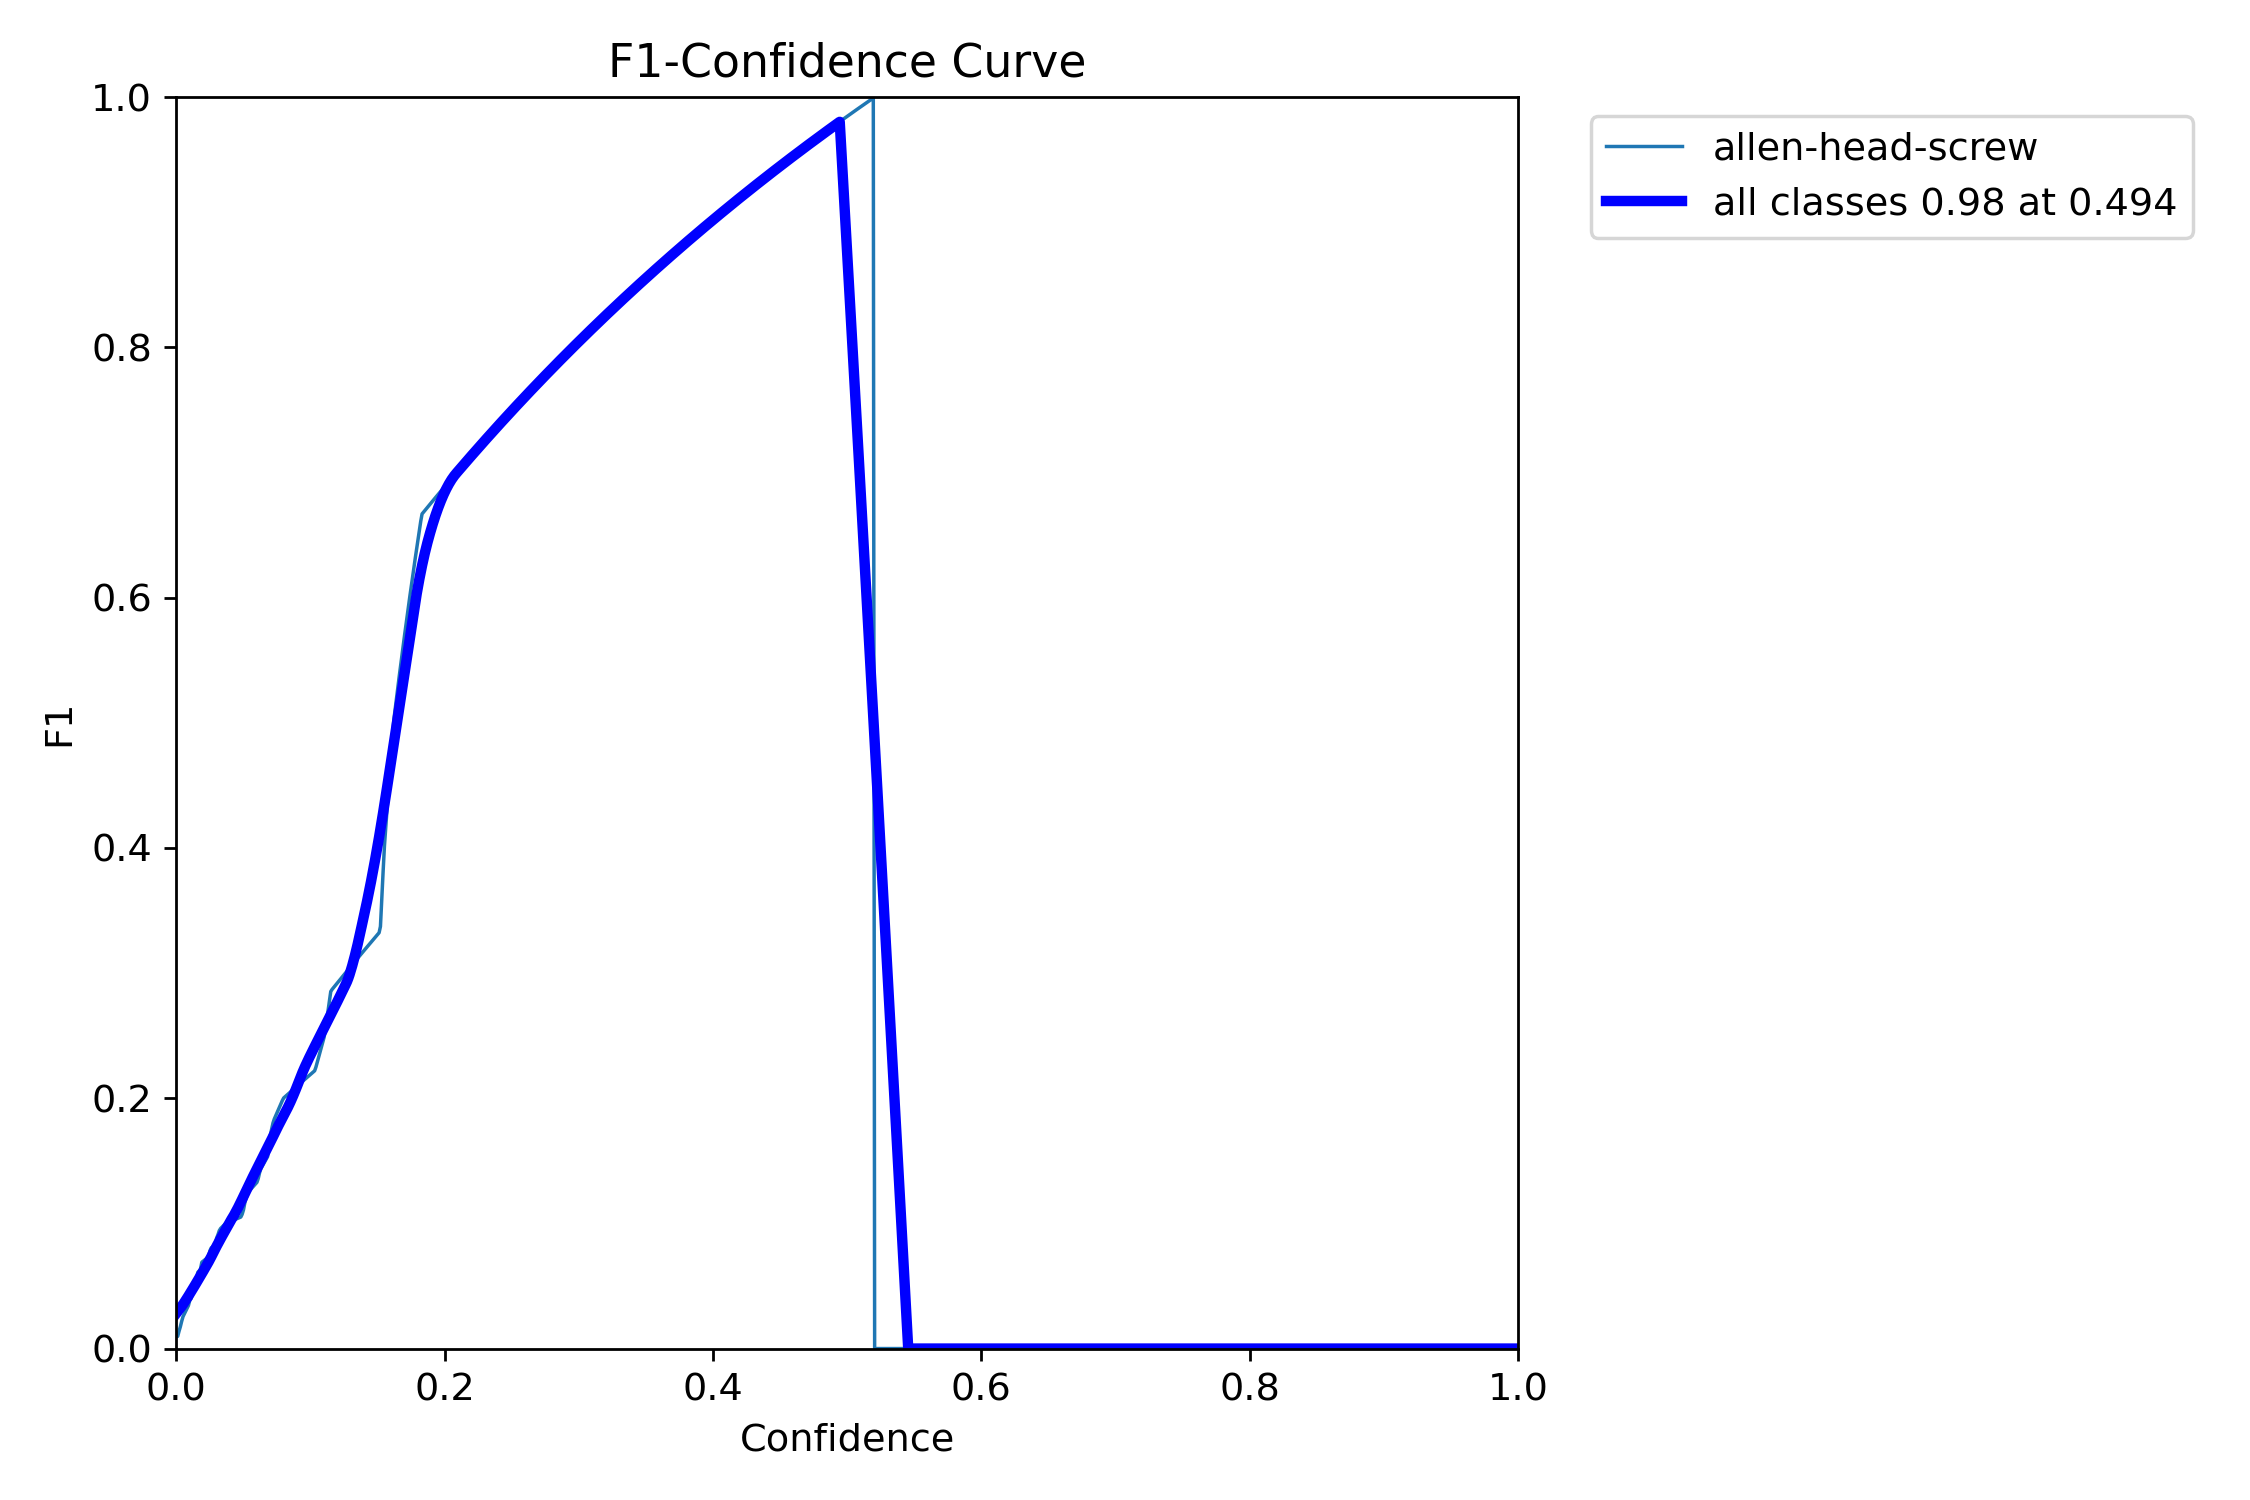 F1-Confidence Curve
allen-head-screw
all classes 0.98 at 0.494
F1
1.0
0.8
0.6
0.4
0.2
0.0
0.0 0.2 0.4 0.6 0.8 1.0
Confidence